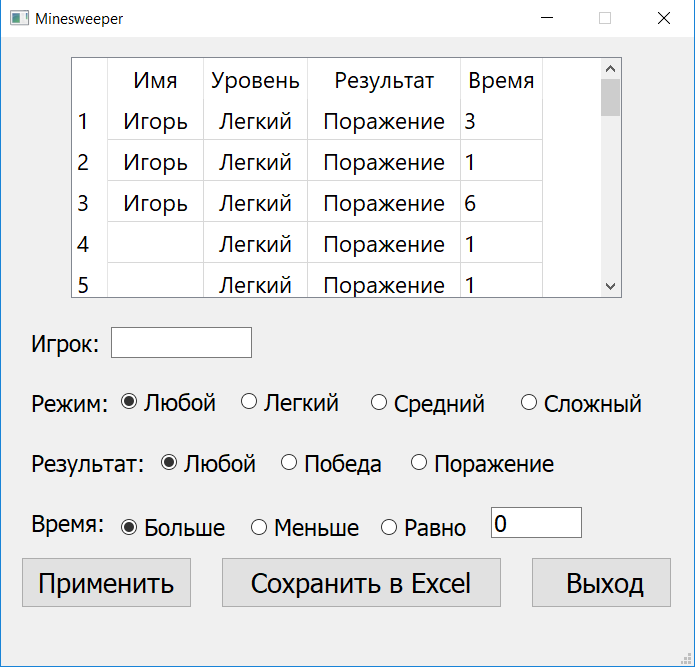 Minesweeper
Имя Уровень Результат Время
1 Игорь Легкий Поражение 3
2 Игорь Легкий Поражение 1
3 Игорь Легкий Поражение 6
4 Легкий Поражение 1
5 Легкий Поражение 1
Игрок:
Режим: Любой Легкий Средний Сложный
Результат: Любой Победа Поражение
Время: Больше Меньше Равно 0
Применить Сохранить в Excel Выход